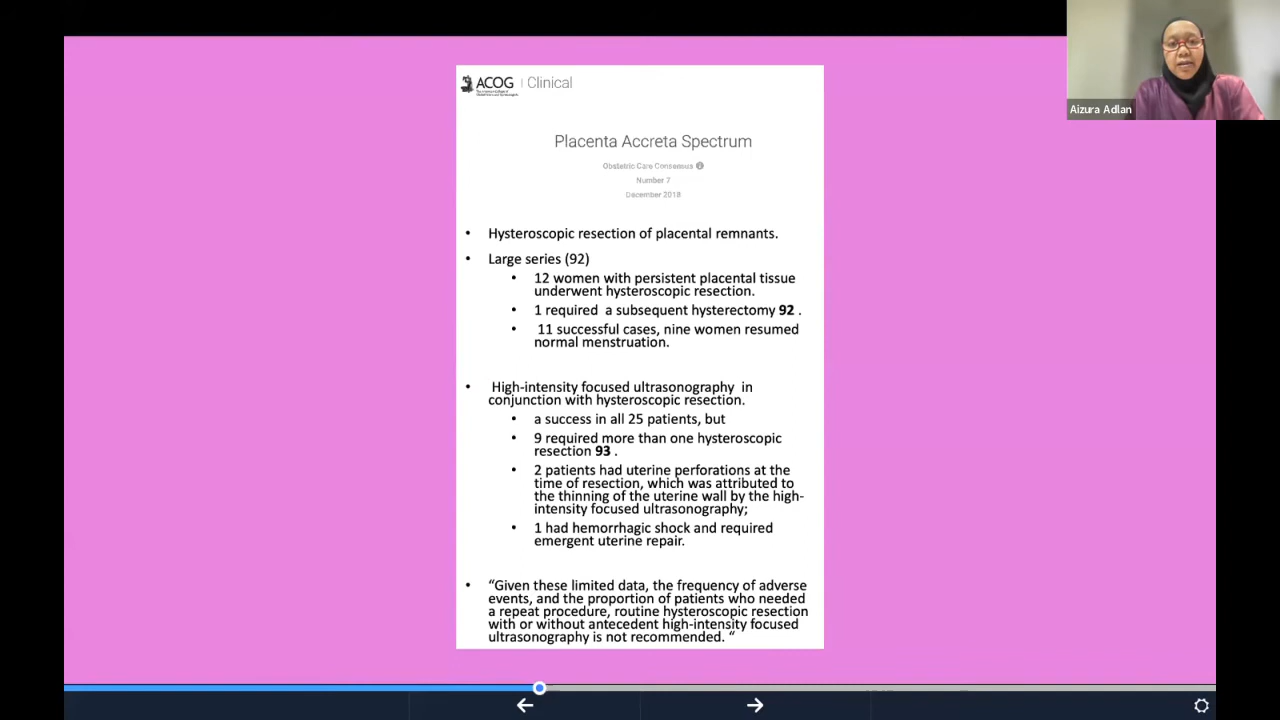 ACOG | Clinical
Placenta Accreta Spectrum
Obstetric Care Consensus
Number 7
December 2018
• Hysteroscopic resection of placental remnants.
• Large series (92)
• 12 women with persistent placental tissue
underwent hysteroscopic resection.
• 1 required a subsequent hysterectomy 92 .
• 11 successful cases, nine women resumed
normal menstruation.
• High-intensity focused ultrasonography in
conjunction with hysteroscopic resection.
• a success in all 25 patients, but
• 9 required more than one hysteroscopic
resection 93 .
• 2 patients had uterine perforations at the
time of resection, which was attributed to
the thinning of the uterine wall by the high-
intensity focused ultrasonography;
• 1 had hemorrhagic shock and required
emergent uterine repair.
• “Given these limited data, the frequency of adverse
events, and the proportion of patients who needed
a repeat procedure, routine hysteroscopic resection
with or without antecedent high-intensity focused
ultrasonography is not recommended. “
Aizura Adlan